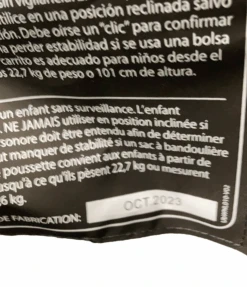 utilice en una posición reclinada salvo
ción. Debe oirse un "clic" para confirmar
a perder estabilidad si se usa una bolsa
carrito es adecuado para niños desde el
os 22,7 kg de peso o 101 cm de altura.
un enfant sans surveillance. L'enfant
. NE JAMAIS utiliser en position inclinée si
sonore doit être entendu afin de déterminer
ut manquer de stabilité si un sac à bandoulière
poussette convient aux enfants à partir de
usqu'à ce qu'ils pèsent 22,7 kg ou mesurent
,6 kg.
DE FABRICATION:
OCT 2023